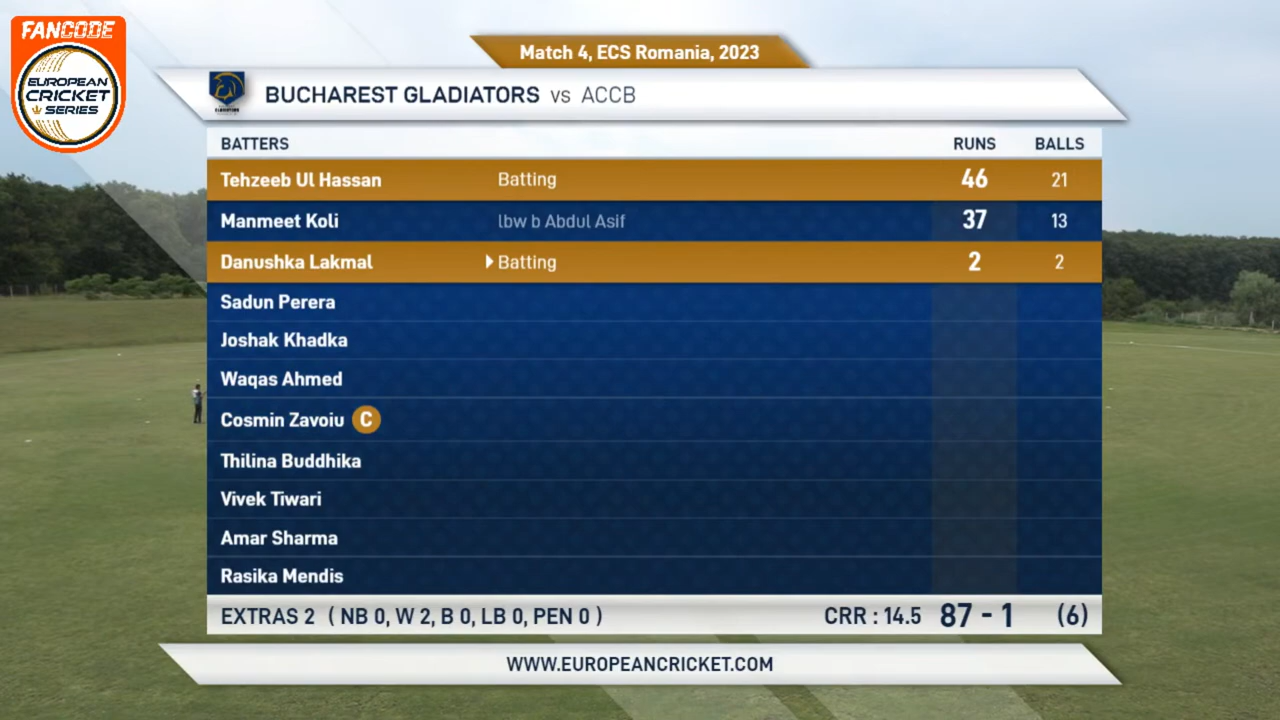 FANCODE
EUROPEAN
CRICKET
SERIES
Match 4, ECS Romania, 2023
BUCHAREST GLADIATORS vs ACCB
BATTERS RUNS BALLS
Tehzeeb Ul Hassan Batting 46 21
Manmeet Koli lbw b Abdul Asif 37 13
Danushka Lakmal Batting 2 2
Sadun Perera
Joshak Khadka
Waqas Ahmed
Cosmin Zavoiu C
Thilina Buddhika
Vivek Tiwari
Amar Sharma
Rasika Mendis
EXTRAS 2 ( NB 0, W 2, B 0, LB 0, PEN 0 ) CRR : 14.5 87 - 1 (6)
WWW.EUROPEANCRICKET.COM